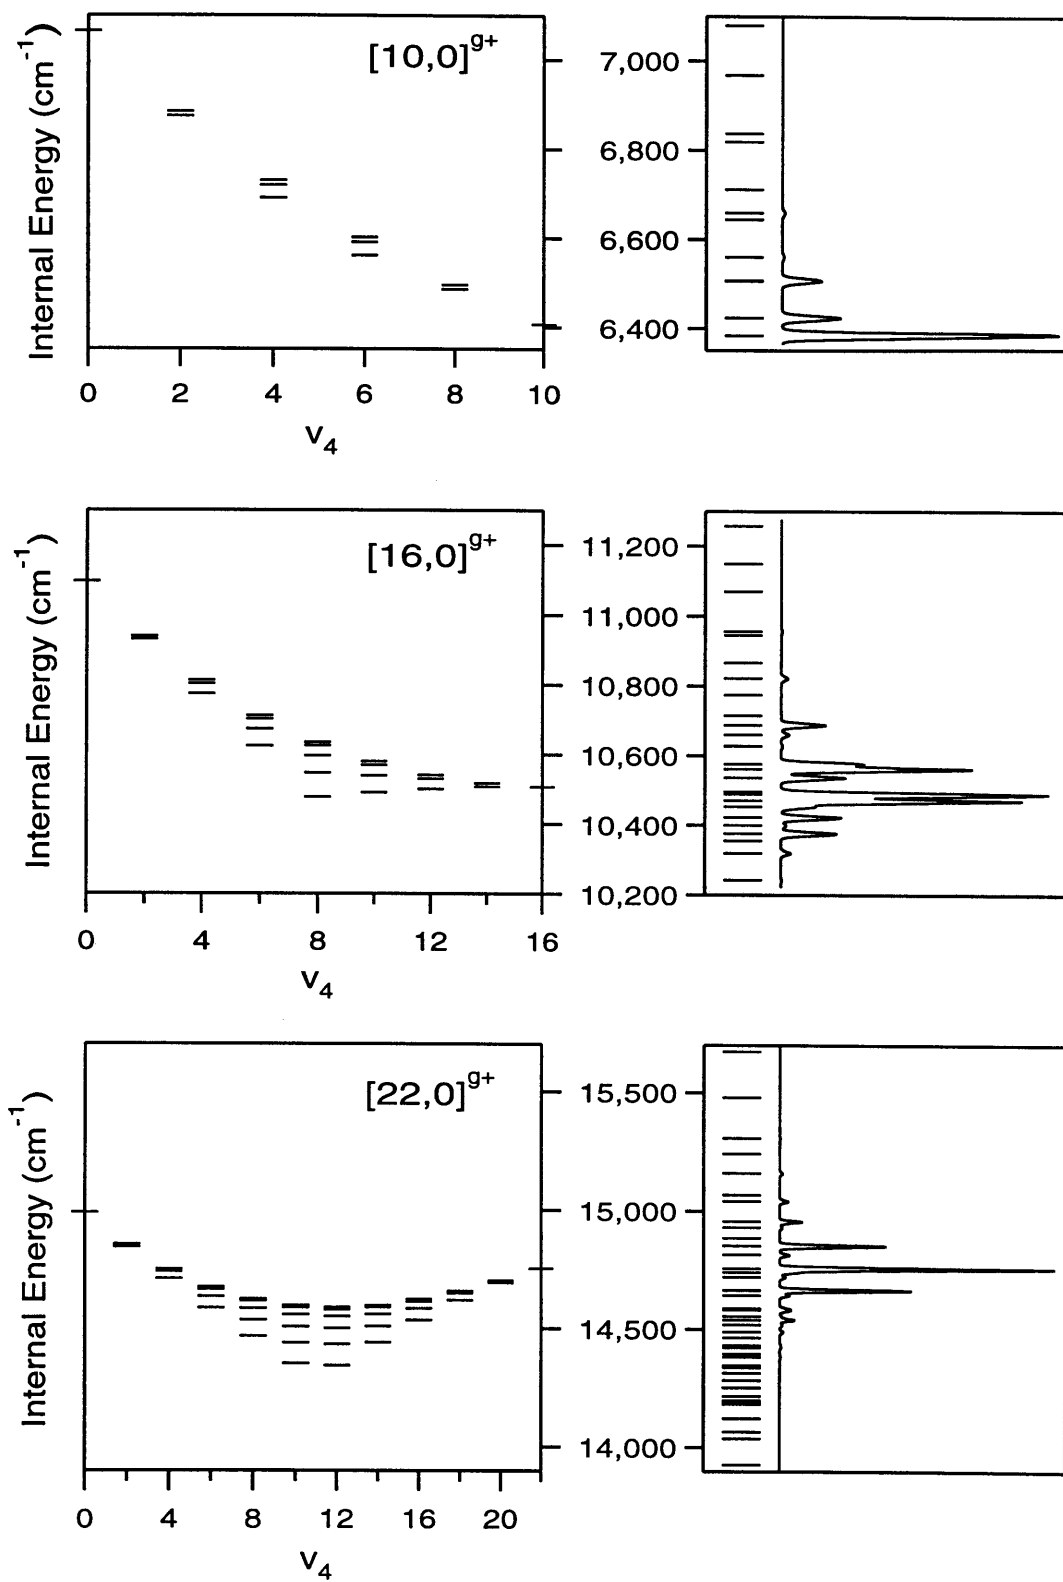 Internal Energy (cm-1)
[10,0]g+
7,000
6,800
6,600
6,400
0 2 4 6 8 10
v4
Internal Energy (cm-1)
[16,0]g+
11,200
11,000
10,800
10,600
10,400
10,200
0 4 8 12 16
v4
Internal Energy (cm-1)
[22,0]g+
15,500
15,000
14,500
14,000
0 4 8 12 16 20
v4